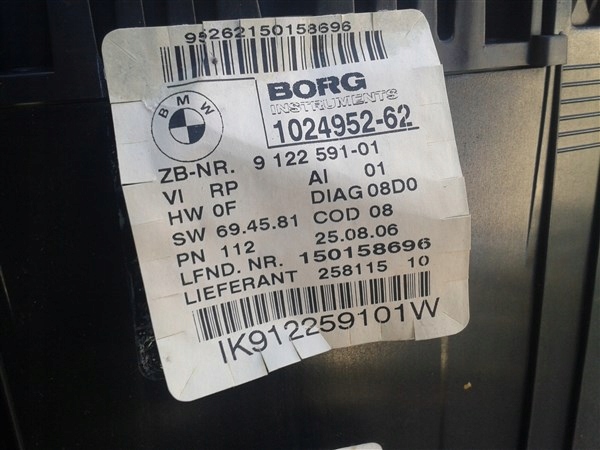 95262150158696
BMW
BORG
INSTRUMENTS
1024952-62
ZB-NR. 9 122 591-01
VI RP AI 01
HW 0F DIAG 08D0
SW 69.45.81 COD 08
PN 112 25.08.06
LFND. NR. 150158696
LIEFERANT 258115 10
IK912259101W